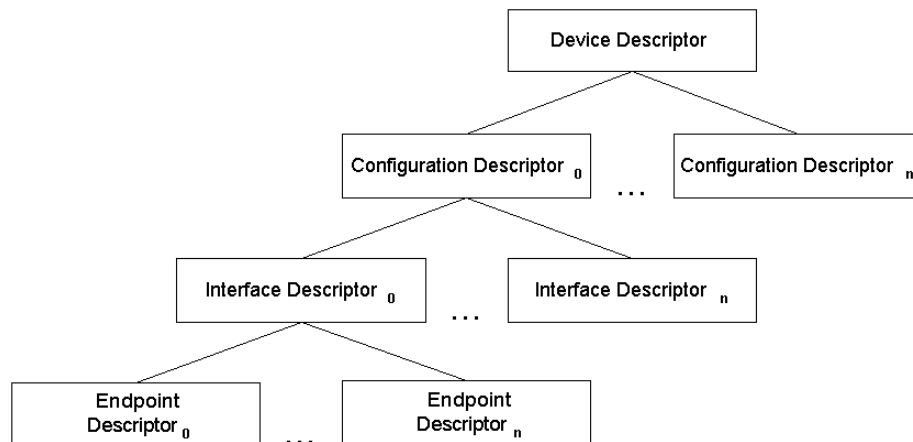 Device Descriptor
Configuration Descriptor 0 ... Configuration Descriptor n
Interface Descriptor 0 ... Interface Descriptor n
Endpoint Endpoint
Descriptor 0 ... Descriptor n